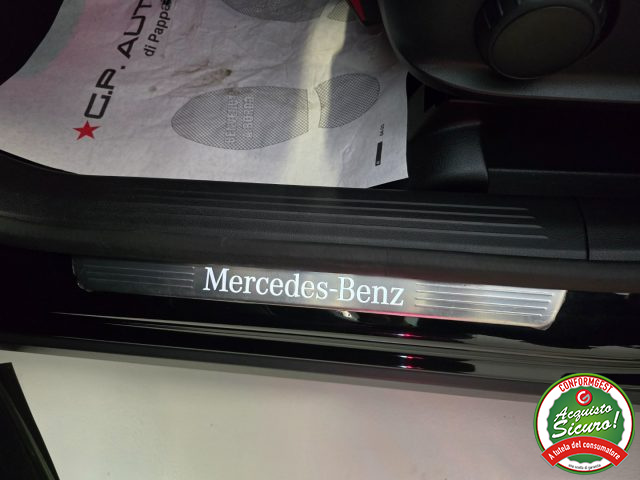 G.P. AUT
di Pappa
Mercedes-Benz
CONFORMGEST
Acquisto
Sicuro!
A tutela del consumatore